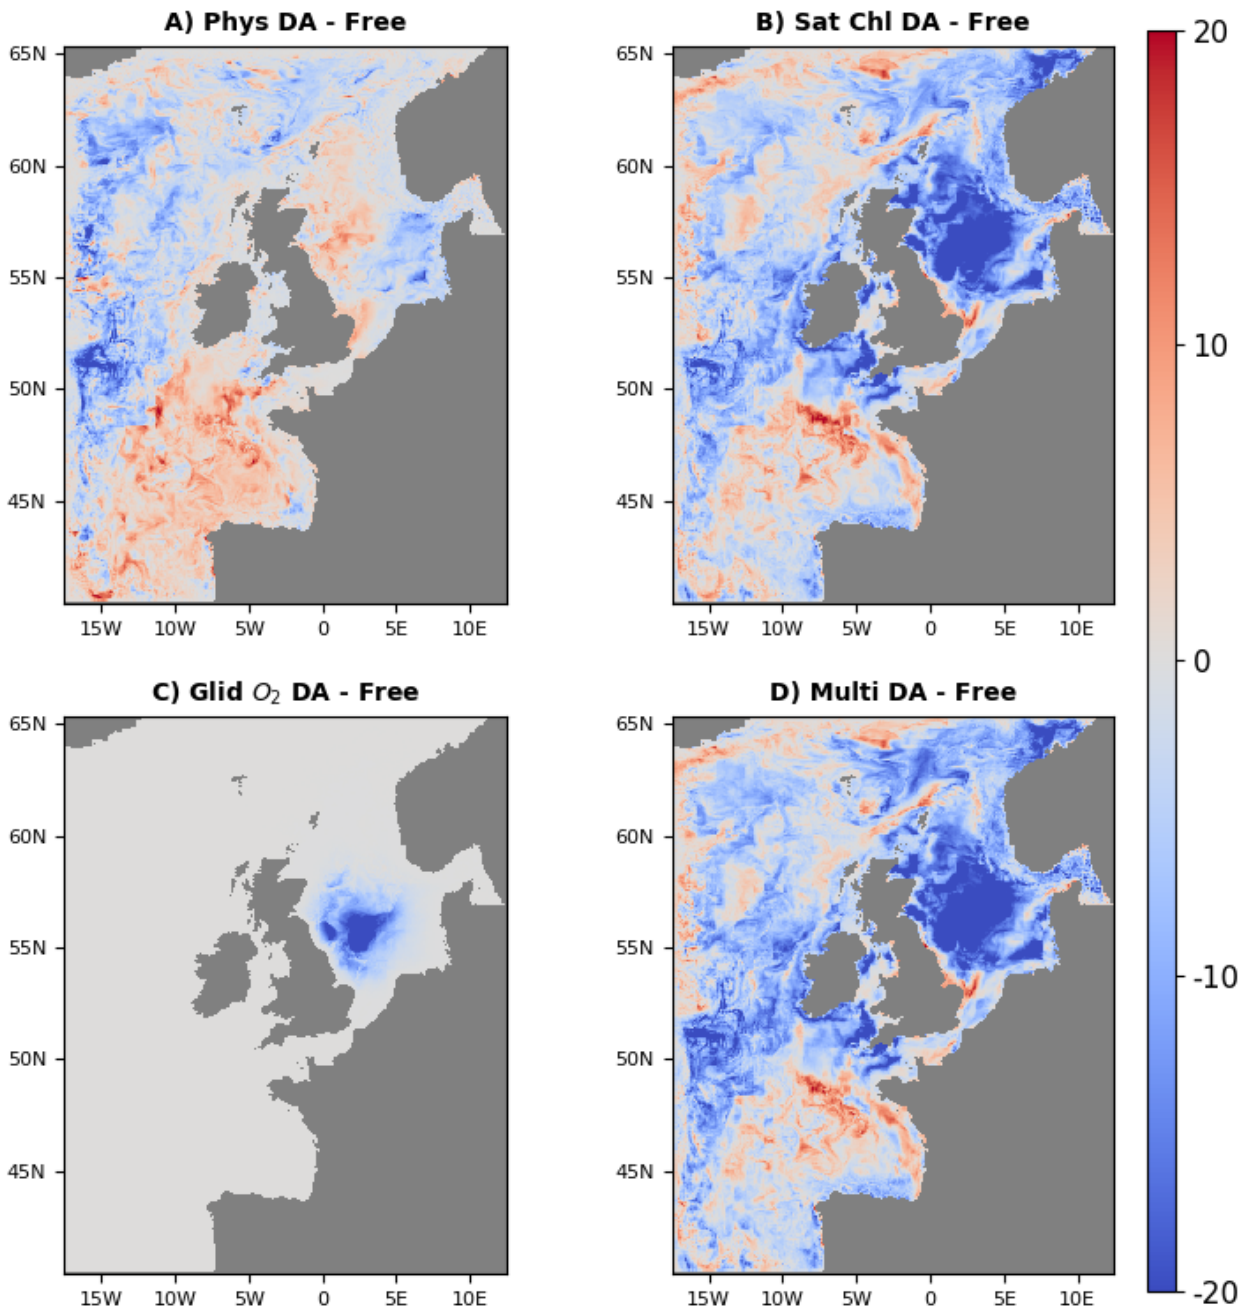 A) Phys DA - Free
B) Sat Chl DA - Free
65N
60N
55N
50N
45N
15W 10W 5W 0 5E 10E
65N
60N
55N
50N
45N
15W 10W 5W 0 5E 10E
C) Glid O₂ DA - Free
D) Multi DA - Free
65N
60N
55N
50N
45N
15W 10W 5W 0 5E 10E
65N
60N
55N
50N
45N
15W 10W 5W 0 5E 10E
20
10
0
-10
-20